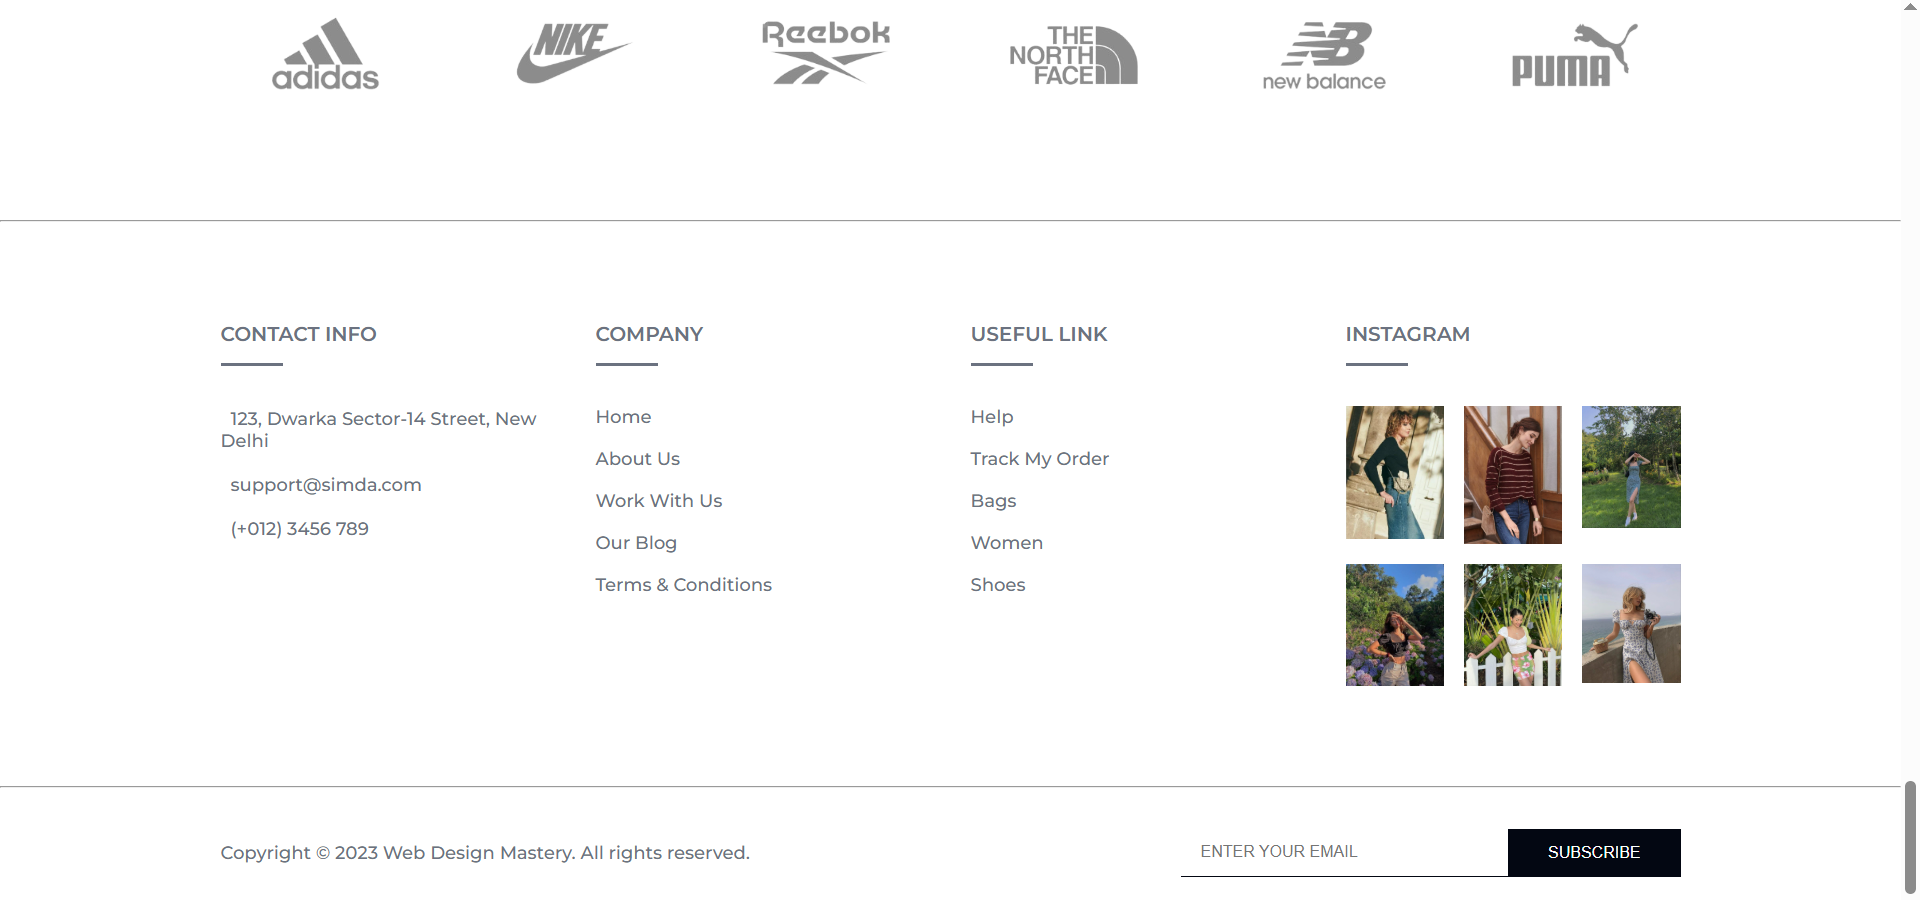 adidas
NIKE
Reebok
THE
NORTH
FACE
new balance
PUMA
CONTACT INFO
123, Dwarka Sector-14 Street, New
Delhi
support@simda.com
(+012) 3456 789
COMPANY
Home
About Us
Work With Us
Our Blog
Terms & Conditions
USEFUL LINK
Help
Track My Order
Bags
Women
Shoes
INSTAGRAM
Copyright © 2023 Web Design Mastery. All rights reserved.
ENTER YOUR EMAIL
SUBSCRIBE